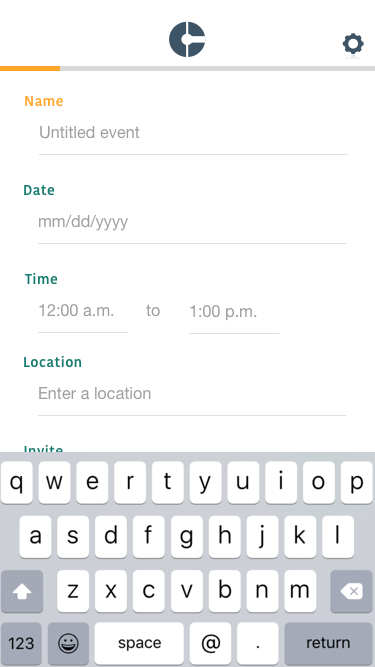 Name
Untitled event
Date
mm/dd/yyyy
Time
12:00 a.m. to 1:00 p.m.
Location
Enter a location
Invite
q w e r t y u i o p
a s d f g h j k l
z x c v b n m
123 space @ . return